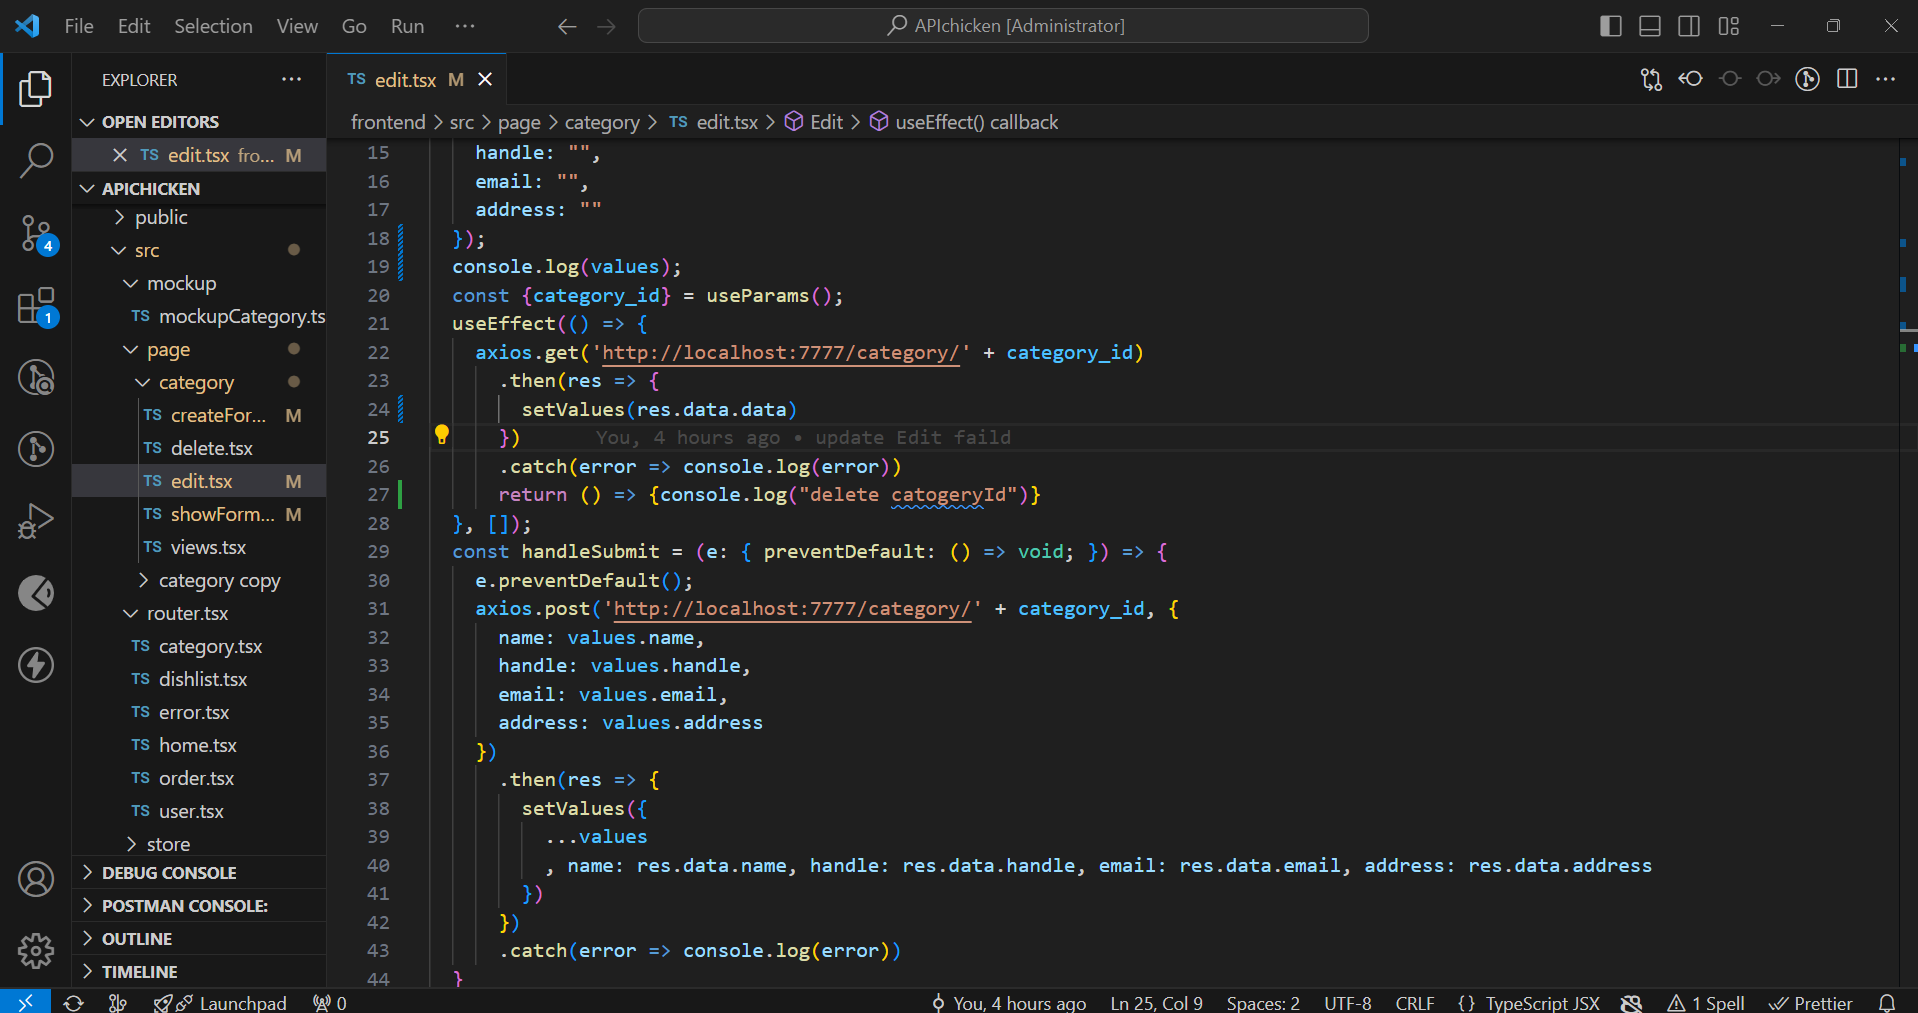 File Edit Selection View Go Run ··· APIchicken [Administrator]
EXPLORER ···
OPEN EDITORS
TS edit.tsx fro... M
APICHICKEN
public
src
mockup
TS mockupCategory.ts
page
category
TS createFor... M
TS delete.tsx
TS edit.tsx M
TS showForm... M
TS views.tsx
category copy
router.tsx
TS category.tsx
TS dishlist.tsx
TS error.tsx
TS home.tsx
TS order.tsx
TS user.tsx
store
DEBUG CONSOLE
POSTMAN CONSOLE:
OUTLINE
TIMELINE
4
1
TS edit.tsx M
frontend > src > page > category > TS edit.tsx > Edit > useEffect() callback
15 handle: "",
16 email: "",
17 address: ""
18 });
19 console.log(values);
20 const {category_id} = useParams();
21 useEffect(() => {
22 axios.get('http://localhost:7777/category/' + category_id)
23 .then(res => {
24 setValues(res.data.data)
25 }) You, 4 hours ago • update Edit faild
26 .catch(error => console.log(error))
27 return () => {console.log("delete catogeryId")}
28 }, []);
29 const handleSubmit = (e: { preventDefault: () => void; }) => {
30 e.preventDefault();
31 axios.post('http://localhost:7777/category/' + category_id, {
32 name: values.name,
33 handle: values.handle,
34 email: values.email,
35 address: values.address
36 })
37 .then(res => {
38 setValues({
39 ...values
40 , name: res.data.name, handle: res.data.handle, email: res.data.email, address: res.data.address
41 })
42 })
43 .catch(error => console.log(error))
44 }
Launchpad 0 You, 4 hours ago Ln 25, Col 9 Spaces: 2 UTF-8 CRLF {} TypeScript JSX 1 Spell Prettier